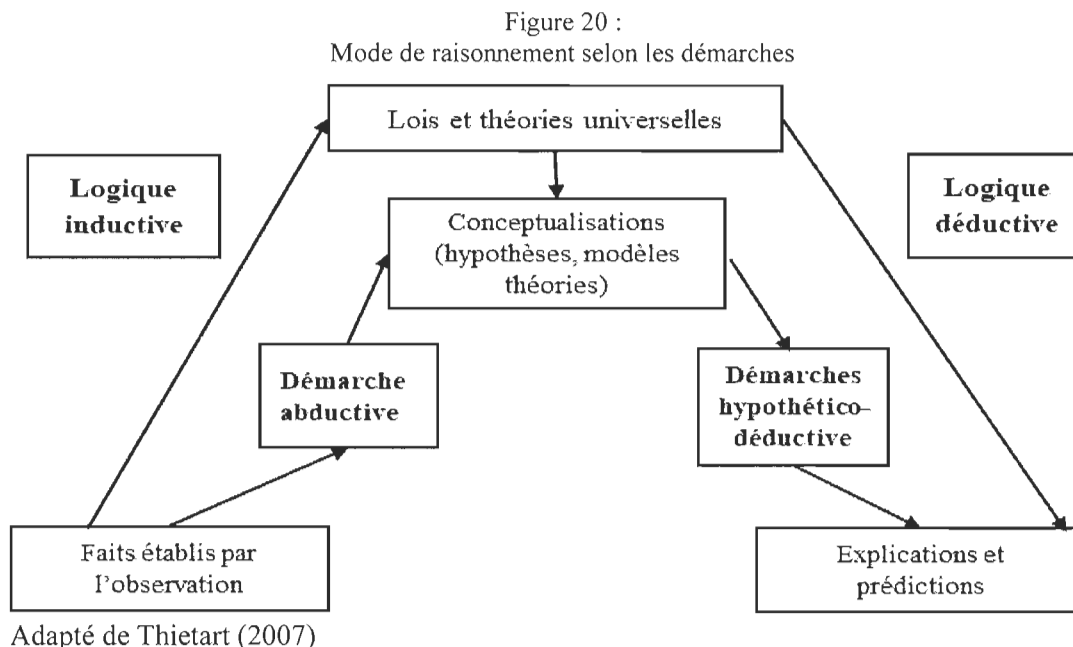 Figure 20 :
Mode de raisonnement selon les démarches
Lois et théories universelles
Logique
inductive
Logique
déductive
Conceptualisations
(hypothèses, modèles
théories)
Démarche
abductive
Démarches
hypothético-
déductive
Faits établis par
l'observation
Explications et
prédictions
Adapté de Thietart (2007)